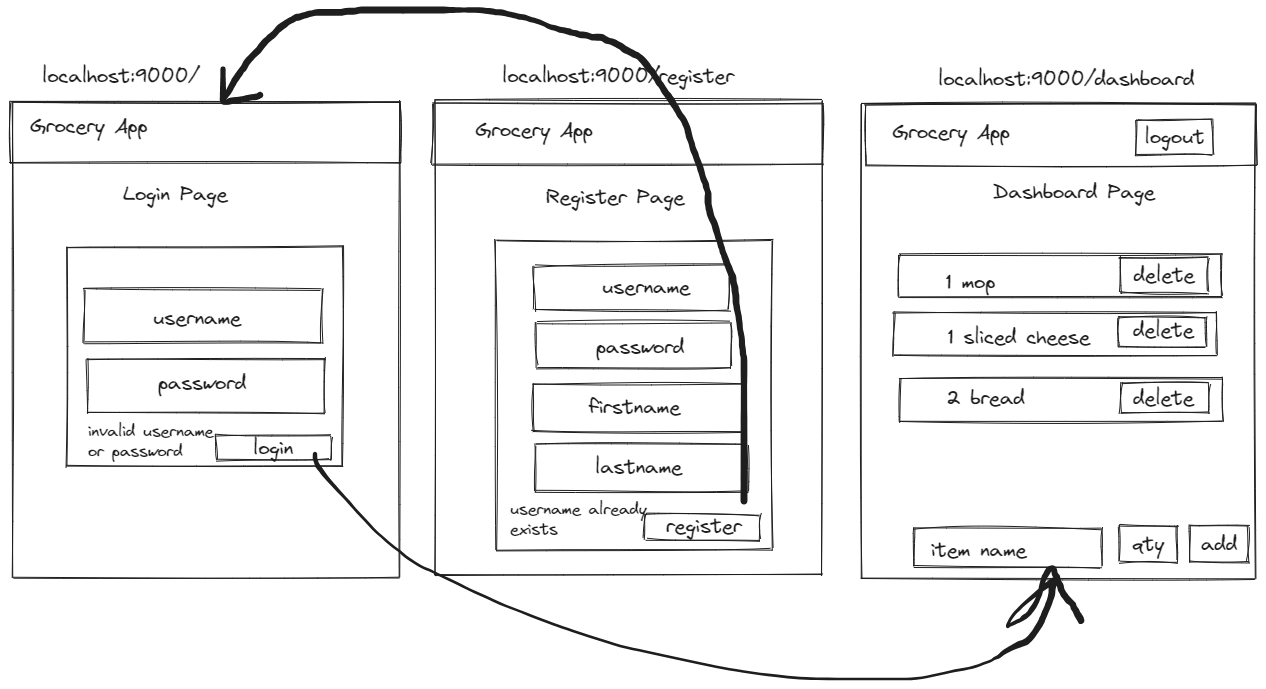 localhost:9000/
Grocery App
Login Page
username
password
invalid username
or password
login
localhost:9000/register
Grocery App
Register Page
username
password
firstname
lastname
username already
exists
register
localhost:9000/dashboard
Grocery App
logout
Dashboard Page
1 mop
delete
1 sliced cheese
delete
2 bread
delete
item name
qty
add